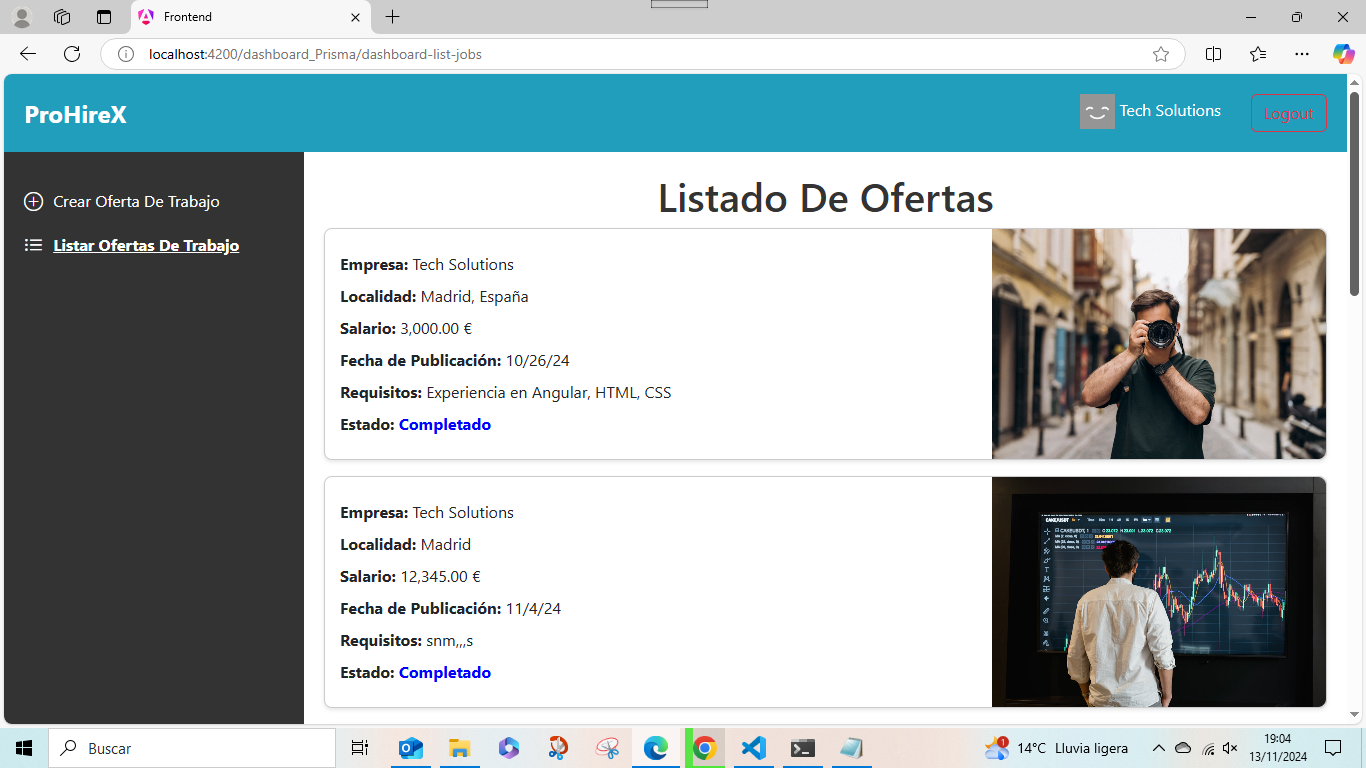 Frontend
localhost:4200/dashboard_Prisma/dashboard-list-jobs
ProHireX
Tech Solutions
Logout
Crear Oferta De Trabajo
Listar Ofertas De Trabajo
Listado De Ofertas
Empresa: Tech Solutions
Localidad: Madrid, España
Salario: 3,000.00 €
Fecha de Publicación: 10/26/24
Requisitos: Experiencia en Angular, HTML, CSS
Estado: Completado
Empresa: Tech Solutions
Localidad: Madrid
Salario: 12,345.00 €
Fecha de Publicación: 11/4/24
Requisitos: snm,,,s
Estado: Completado
Buscar
1
14°C Lluvia ligera
19:04
13/11/2024